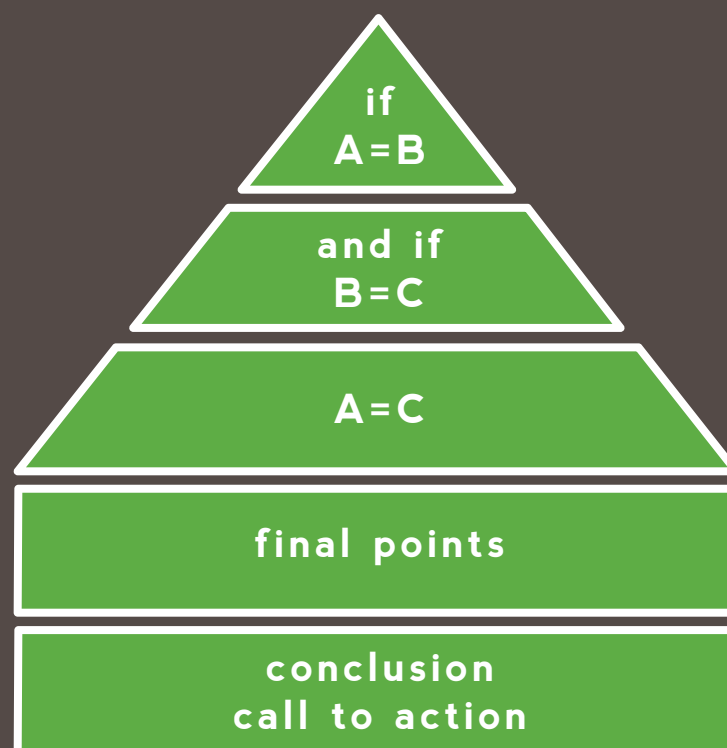 if
A=B
and if
B=C
A=C
final points
conclusion
call to action